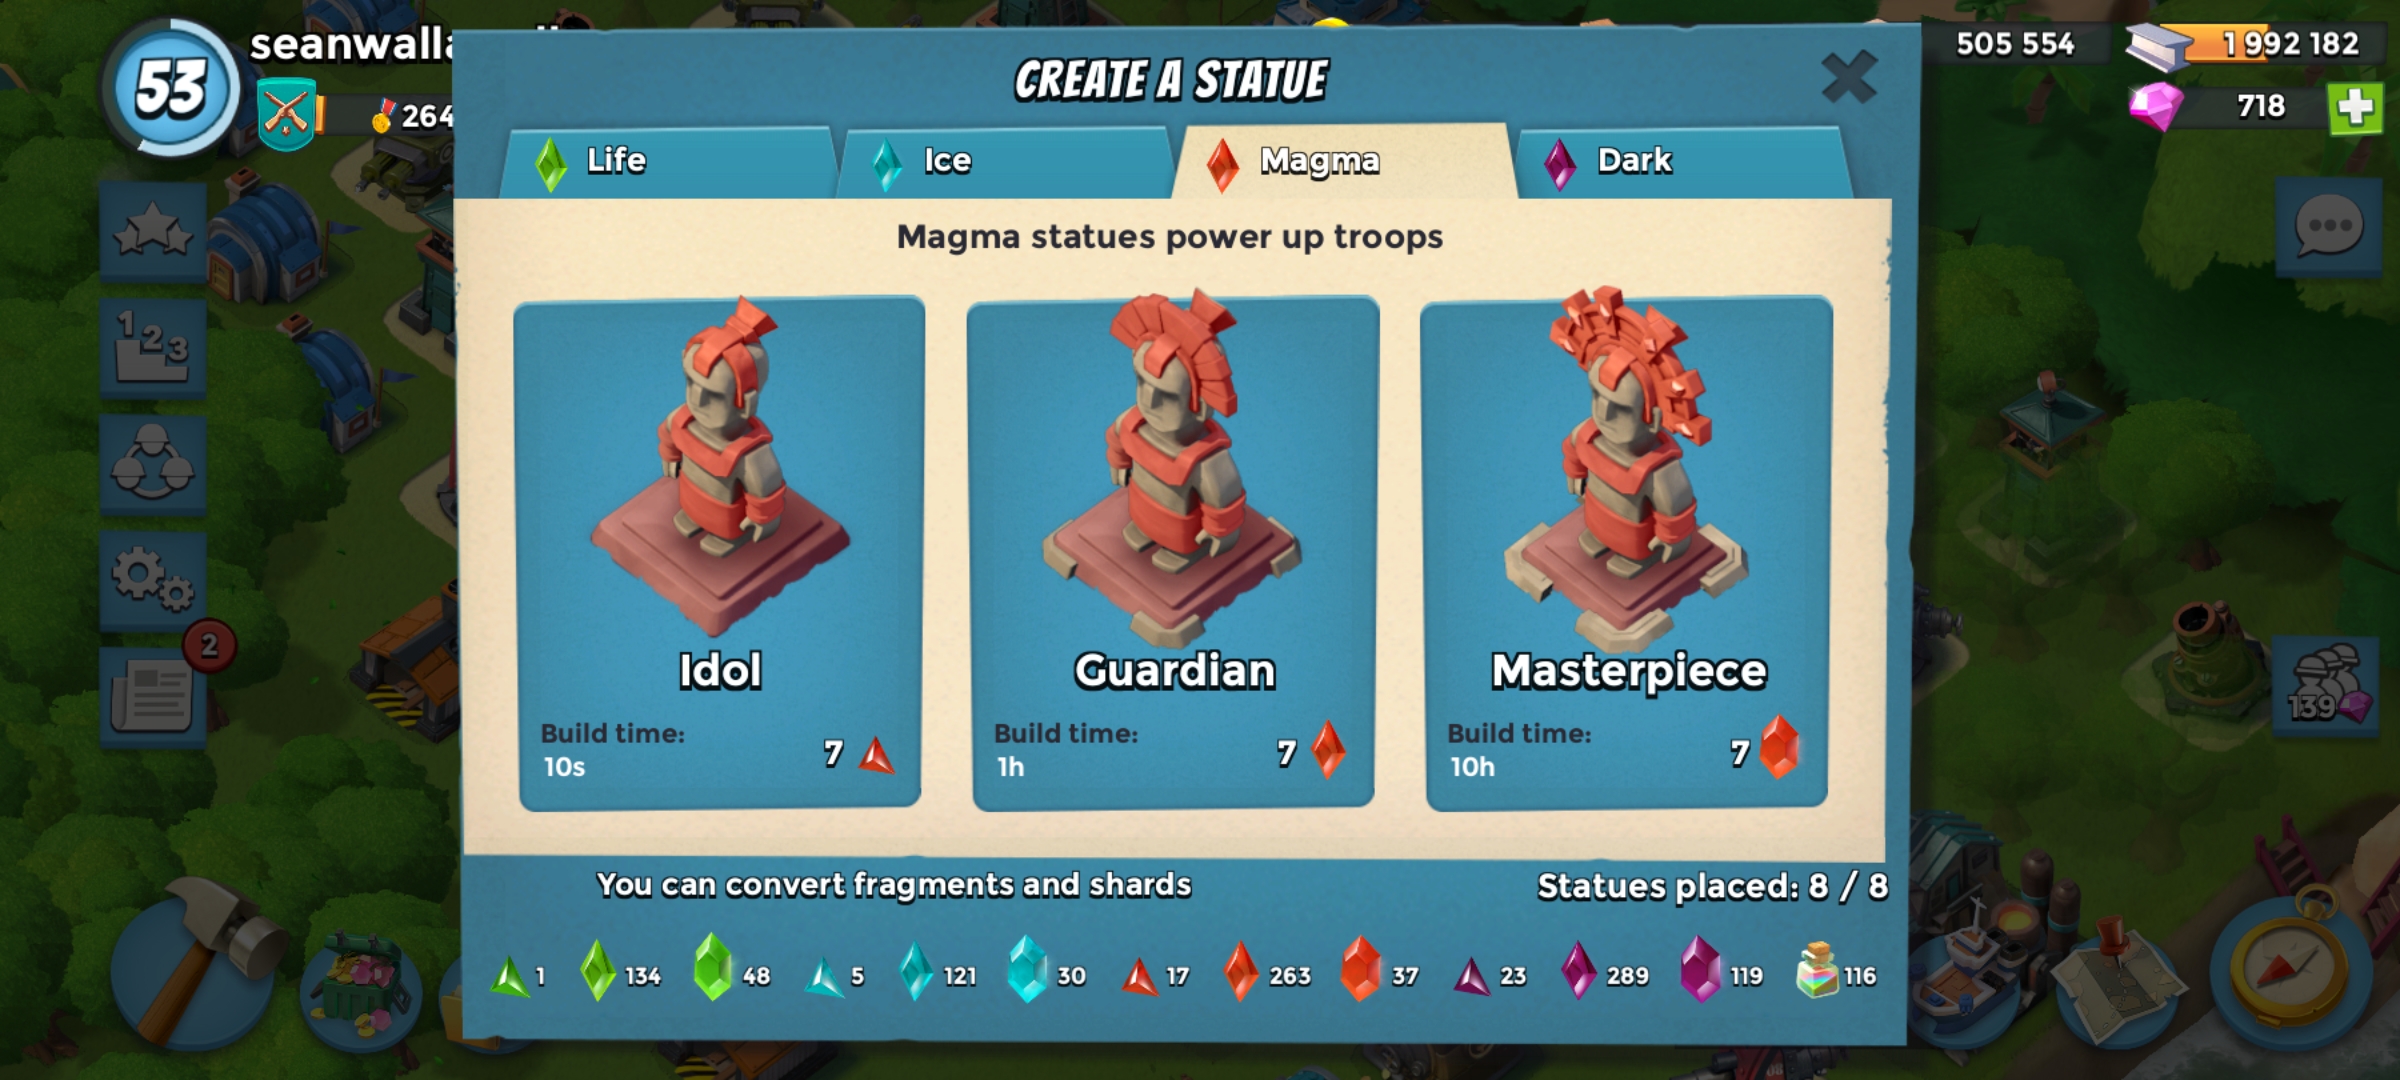 53
264
CREATE A STATUE
505 554
1 992 182
718
Life
Ice
Magma
Dark
Magma statues power up troops
1 2 3
2
139
Idol
Build time:
10s
7
Guardian
Build time:
1h
7
Masterpiece
Build time:
10h
7
You can convert fragments and shards
Statues placed: 8 / 8
1 134 48 5 121 30 17 263 37 23 289 119 116